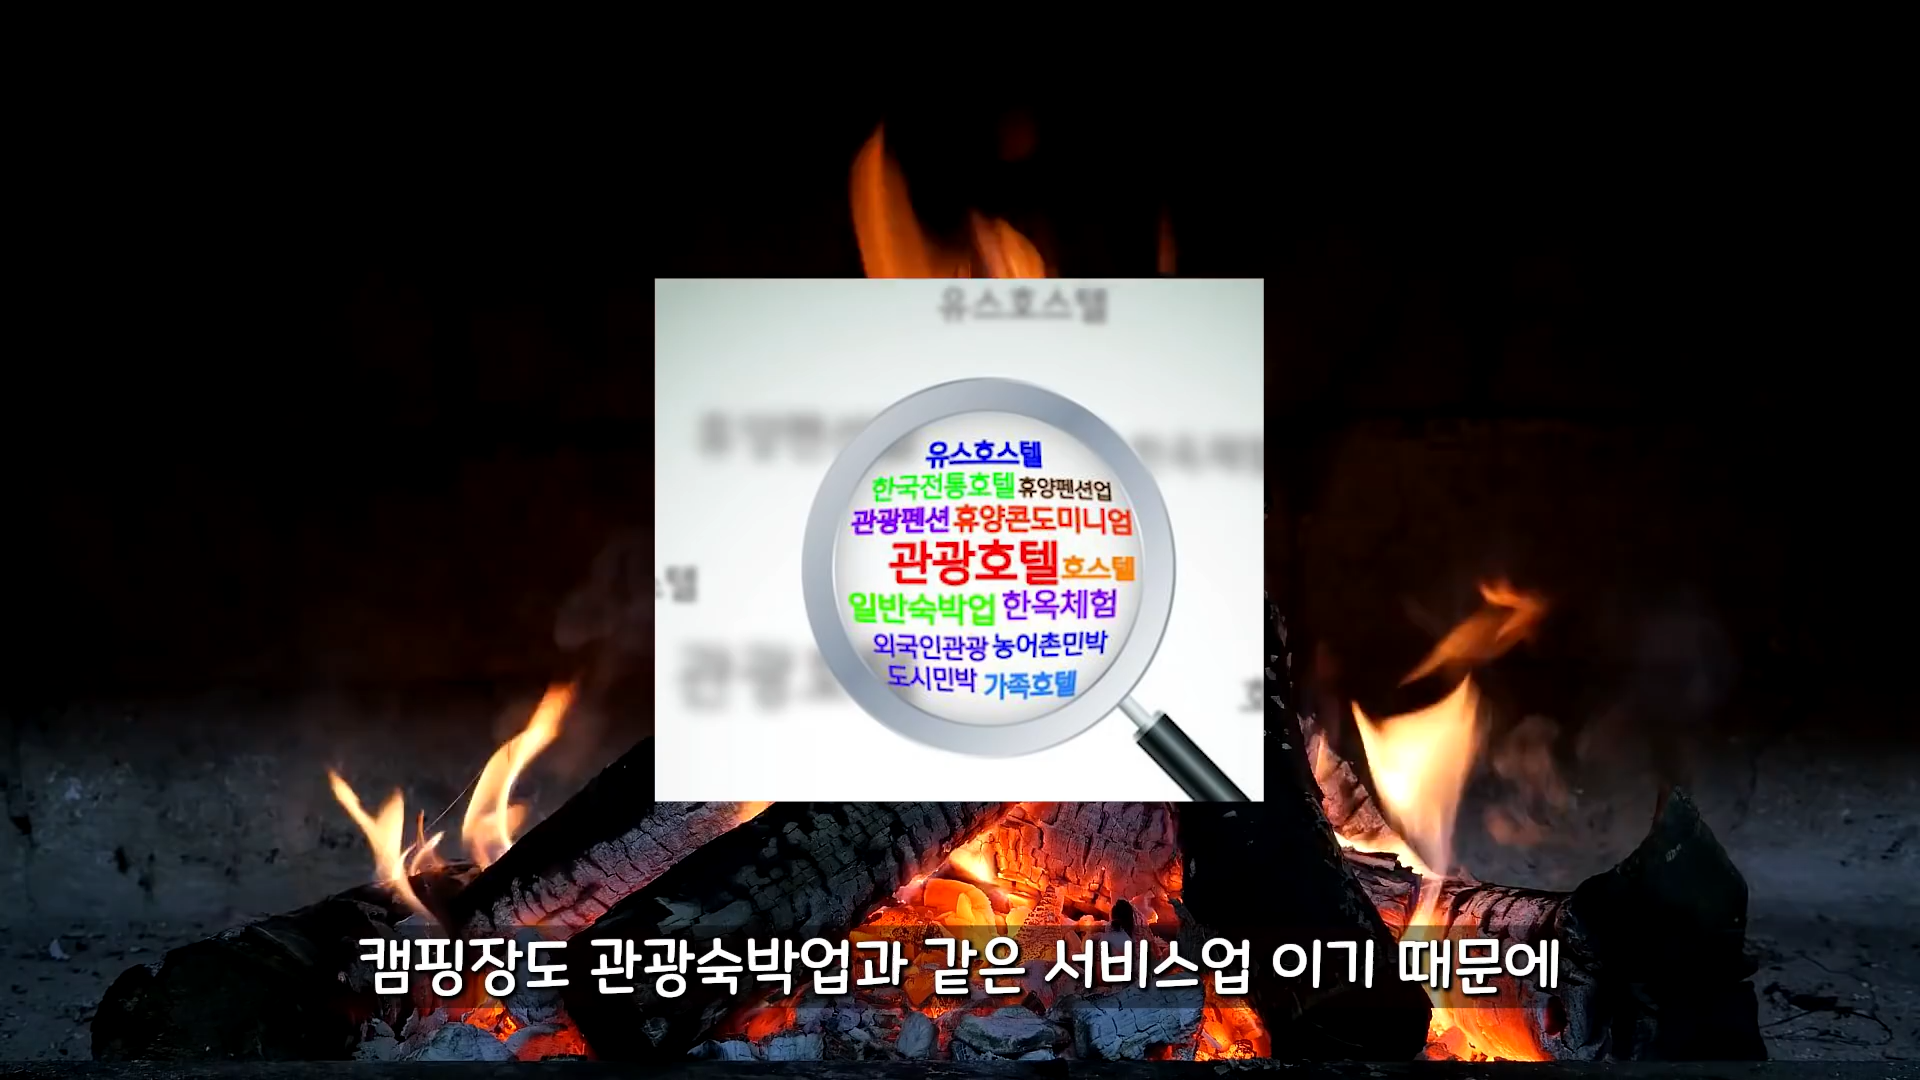 유스호스텔
유스호스텔
한국전통호텔 휴양펜션업
관광펜션 휴양콘도미니엄
관광호텔 호스텔
일반숙박업 한옥체험
외국인관광 농어촌민박
도시민박 가족호텔
캠핑장도 관광숙박업과 같은 서비스업 이기 때문에